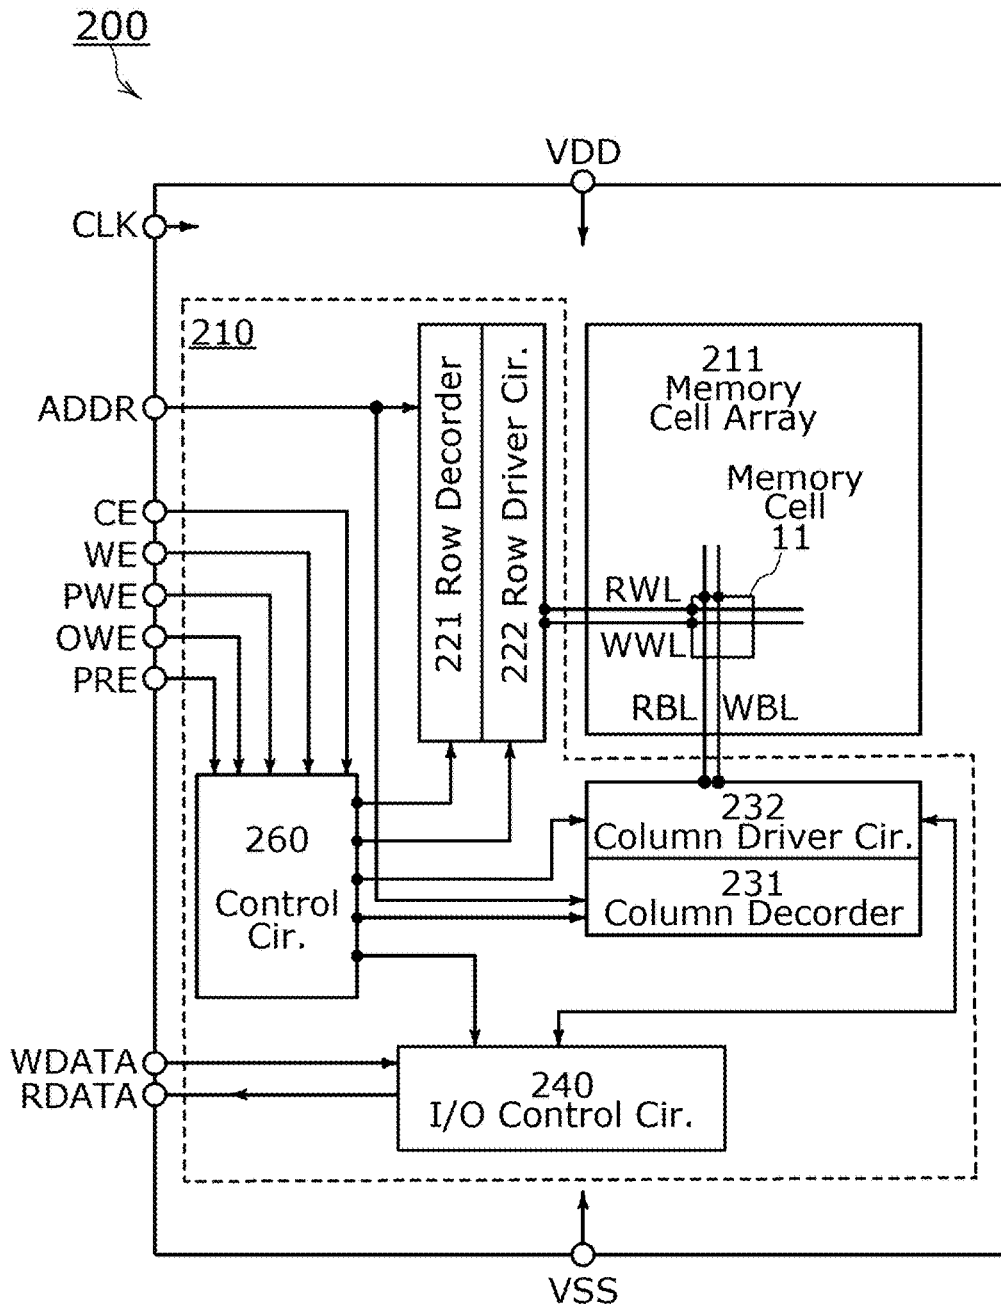 200
VDD
CLK
210
ADDR
221 Row Decorder
222 Row Driver Cir.
211
Memory
Cell Array
Memory
Cell
11
CE
WE
PWE
OWE
PRE
RWL
WWL
RBL
WBL
260
Control
Cir.
232
Column Driver Cir.
231
Column Decorder
WDATA
RDATA
240
I/O Control Cir.
VSS